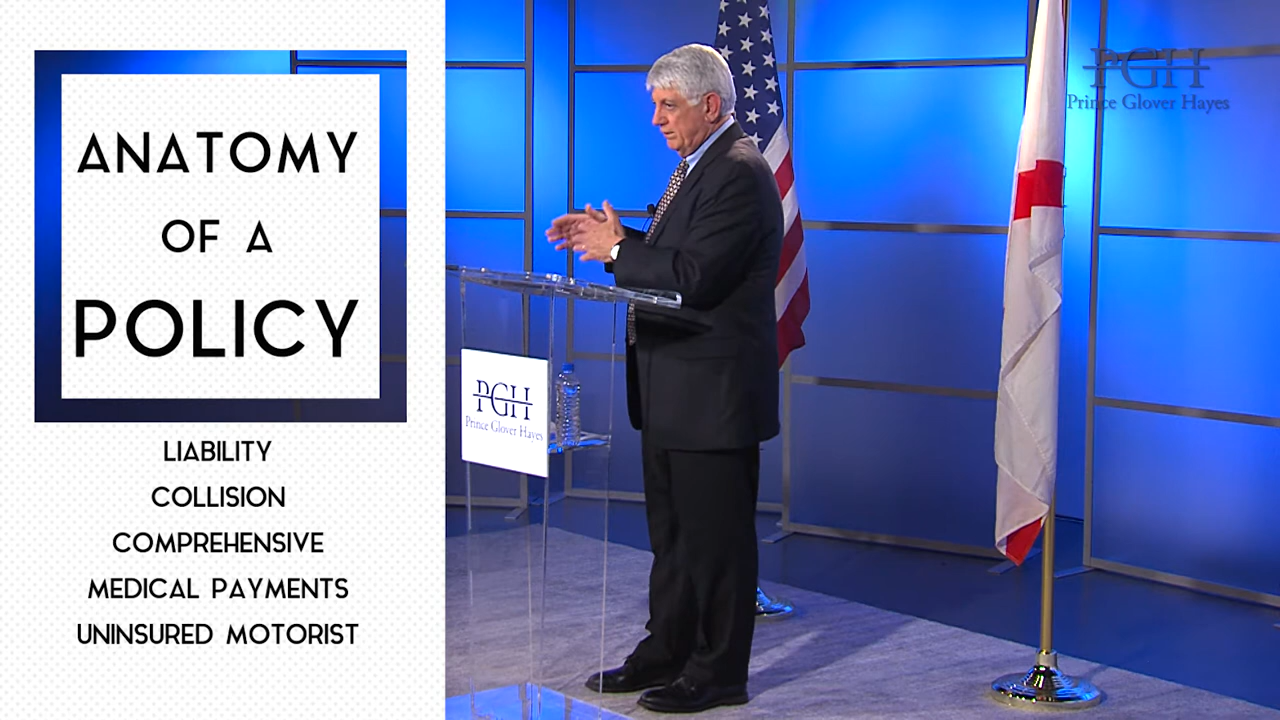 ANATOMY
OF A
POLICY
LIABILITY
COLLISION
COMPREHENSIVE
MEDICAL PAYMENTS
UNINSURED MOTORIST
PGH
Prince Glover Hayes
PGH
Prince Glover Hayes